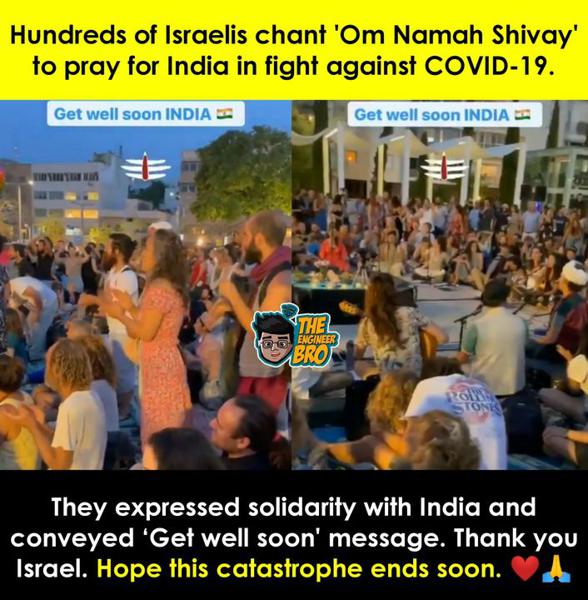 Hundreds of Israelis chant 'Om Namah Shivay'
to pray for India in fight against COVID-19.
Get well soon INDIA 🇮🇳
Get well soon INDIA 🇮🇳
THE
ENGINEER
BRO
ROLLING
STONES
They expressed solidarity with India and
conveyed ‘Get well soon' message. Thank you
Israel. Hope this catastrophe ends soon. ❤️🙏